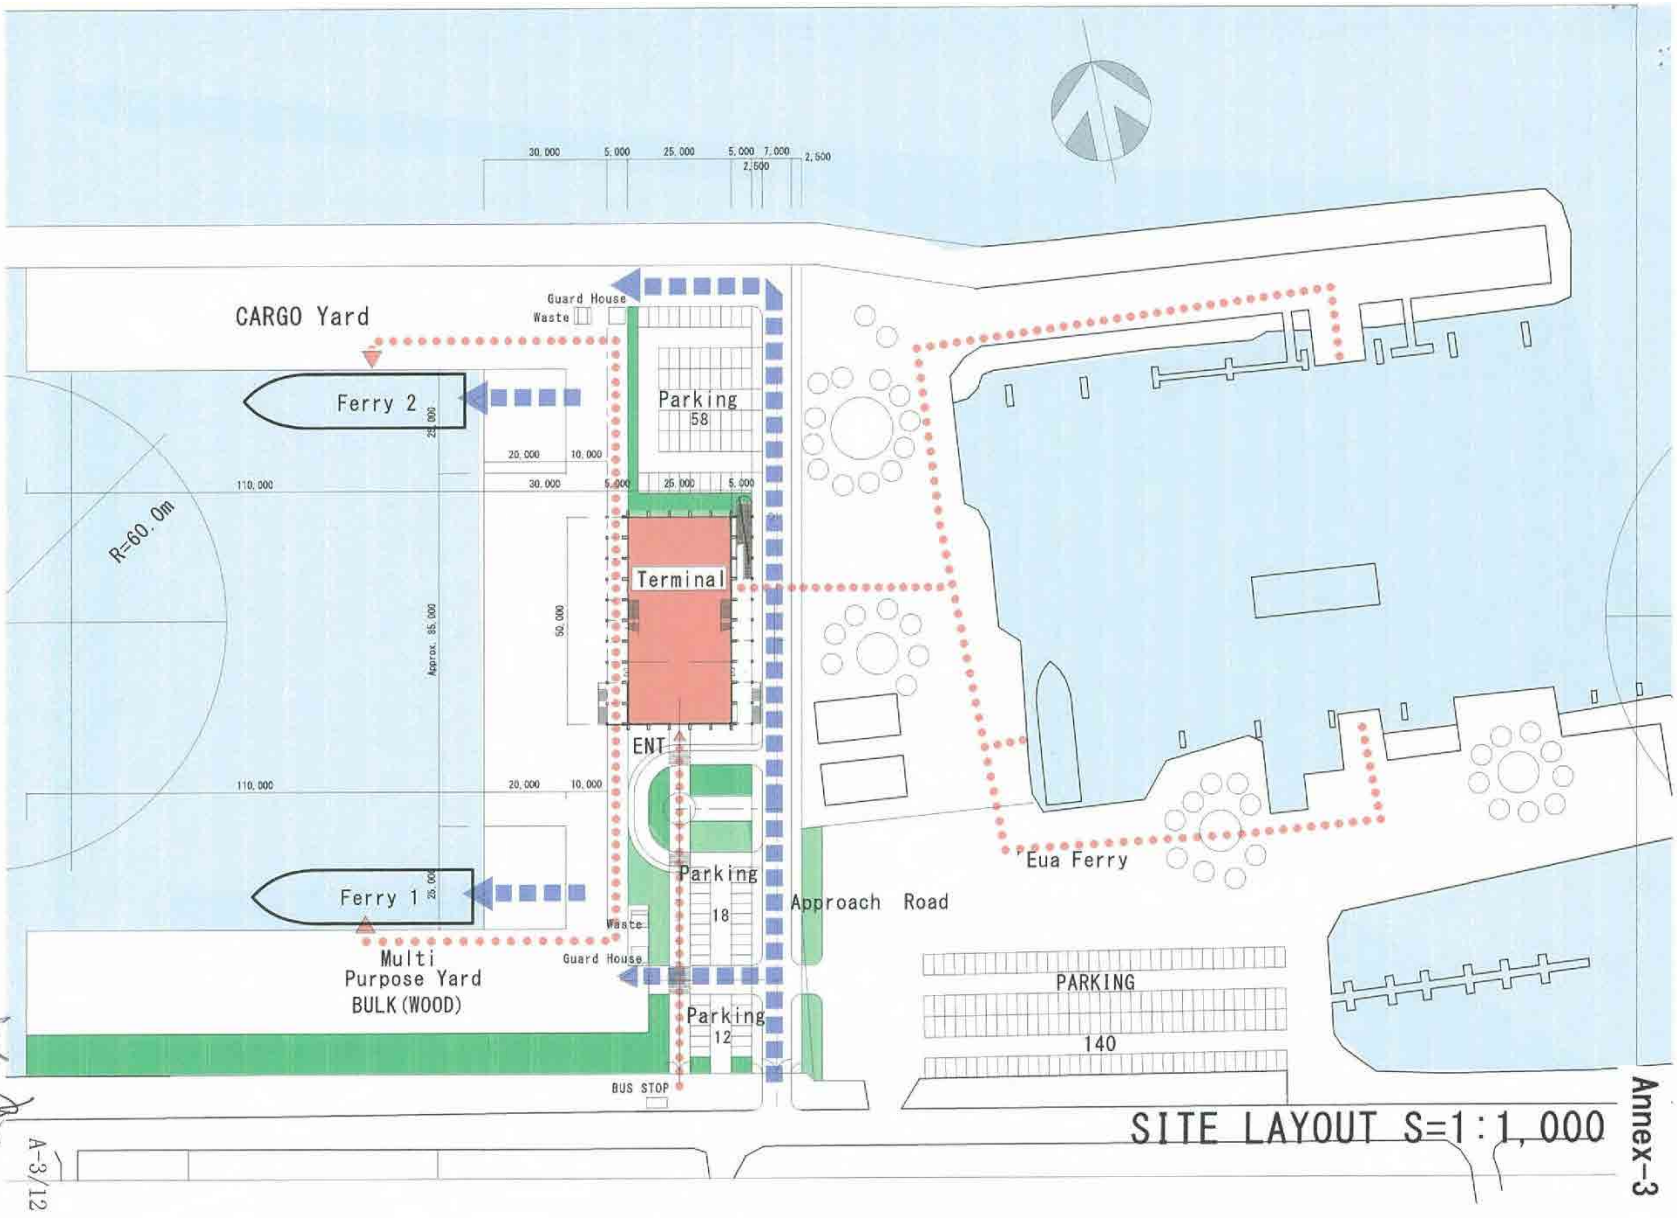 30,000 5,000 25,000 5,000 7,000 2,500
2,500
CARGO Yard
Guard House
Waste
Ferry 2
25,000
Parking
58
20,000 10,000
110,000 30,000 5,000 25,000 5,000
R=60.0m
Terminal
50,000
Approx. 85,000
ENT
110,000 20,000 10,000
'Eua Ferry
Parking
18
Approach Road
Ferry 1
25,000
Waste
Guard House
Multi
Purpose Yard
BULK(WOOD)
PARKING
140
Parking
12
BUS STOP
SITE LAYOUT S=1:1,000
Annex-3
A-3/12